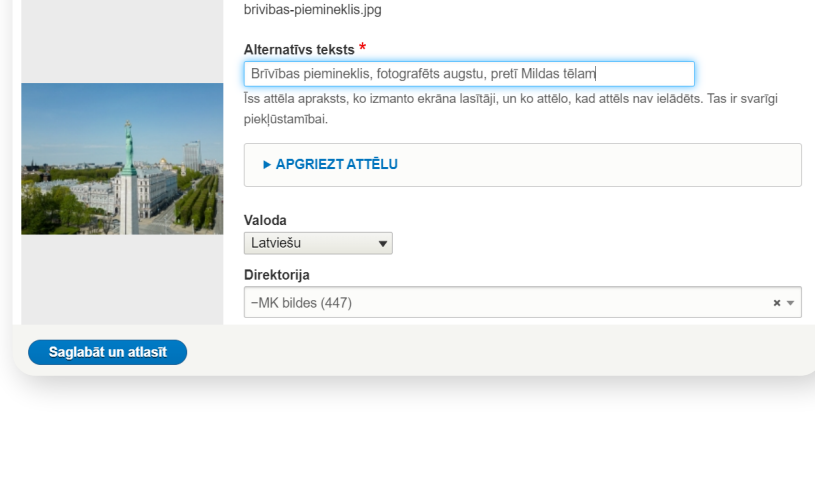 brivibas-piemineklis.jpg
Alternatīvs teksts *
Brīvības piemineklis, fotografēts augstu, pretī Mildas tēlam
Īss attēla apraksts, ko izmanto ekrāna lasītāji, un ko attēlo, kad attēls nav ielādēts. Tas ir svarīgi
piekļūstamībai.
APGRIEZT ATTĒLU
Valoda
Latviešu
Direktorija
−MK bildes (447)
Saglabāt un atlasīt